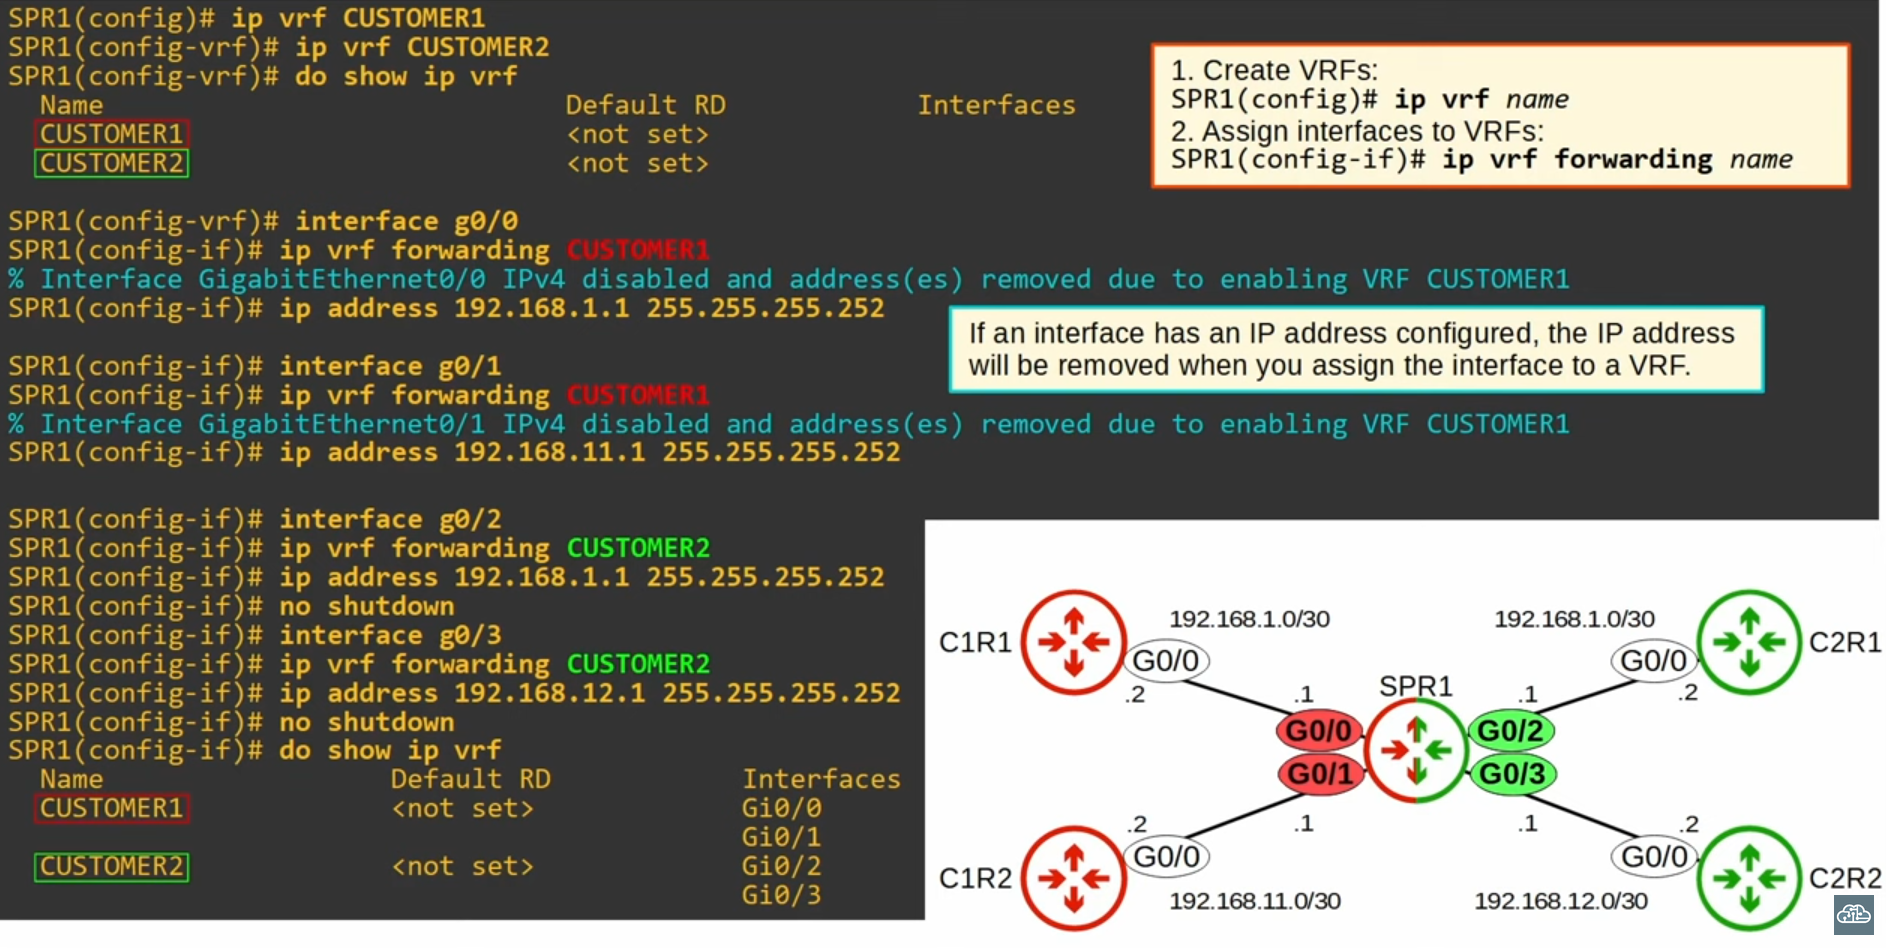 SPR1(config)# ip vrf CUSTOMER1
SPR1(config-vrf)# ip vrf CUSTOMER2
SPR1(config-vrf)# do show ip vrf
Name Default RD Interfaces
CUSTOMER1 <not set>
CUSTOMER2 <not set>
1. Create VRFs:
SPR1(config)# ip vrf name
2. Assign interfaces to VRFs:
SPR1(config-if)# ip vrf forwarding name
SPR1(config-vrf)# interface g0/0
SPR1(config-if)# ip vrf forwarding CUSTOMER1
% Interface GigabitEthernet0/0 IPv4 disabled and address(es) removed due to enabling VRF CUSTOMER1
SPR1(config-if)# ip address 192.168.1.1 255.255.255.252
If an interface has an IP address configured, the IP address
will be removed when you assign the interface to a VRF.
SPR1(config-if)# interface g0/1
SPR1(config-if)# ip vrf forwarding CUSTOMER1
% Interface GigabitEthernet0/1 IPv4 disabled and address(es) removed due to enabling VRF CUSTOMER1
SPR1(config-if)# ip address 192.168.11.1 255.255.255.252
SPR1(config-if)# interface g0/2
SPR1(config-if)# ip vrf forwarding CUSTOMER2
SPR1(config-if)# ip address 192.168.1.1 255.255.255.252
SPR1(config-if)# no shutdown
SPR1(config-if)# interface g0/3
SPR1(config-if)# ip vrf forwarding CUSTOMER2
SPR1(config-if)# ip address 192.168.12.1 255.255.255.252
SPR1(config-if)# no shutdown
SPR1(config-if)# do show ip vrf
Name Default RD Interfaces
CUSTOMER1 <not set> Gi0/0
Gi0/1
CUSTOMER2 <not set> Gi0/2
Gi0/3
192.168.1.0/30 192.168.1.0/30
C1R1 G0/0 G0/0 C2R1
.2 .1 SPR1 .1 .2
G0/0 G0/2
G0/1 G0/3
.2 .1 .1 .2
C1R2 G0/0 G0/0 C2R2
192.168.11.0/30 192.168.12.0/30